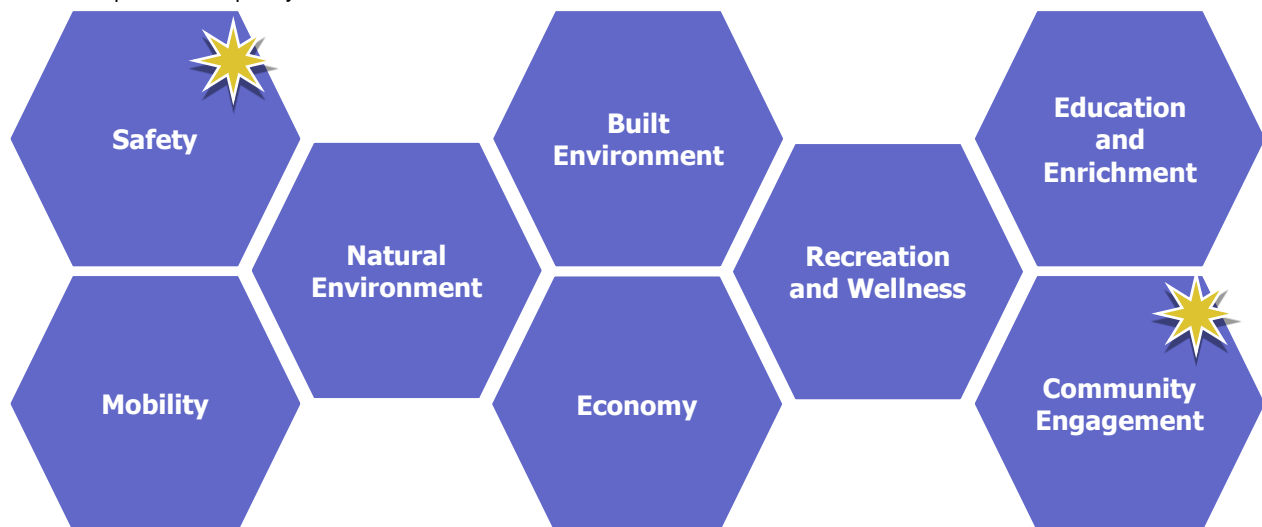 Safety
Built
Environment
Education
and
Enrichment
Natural
Environment
Recreation
and Wellness
Mobility
Economy
Community
Engagement